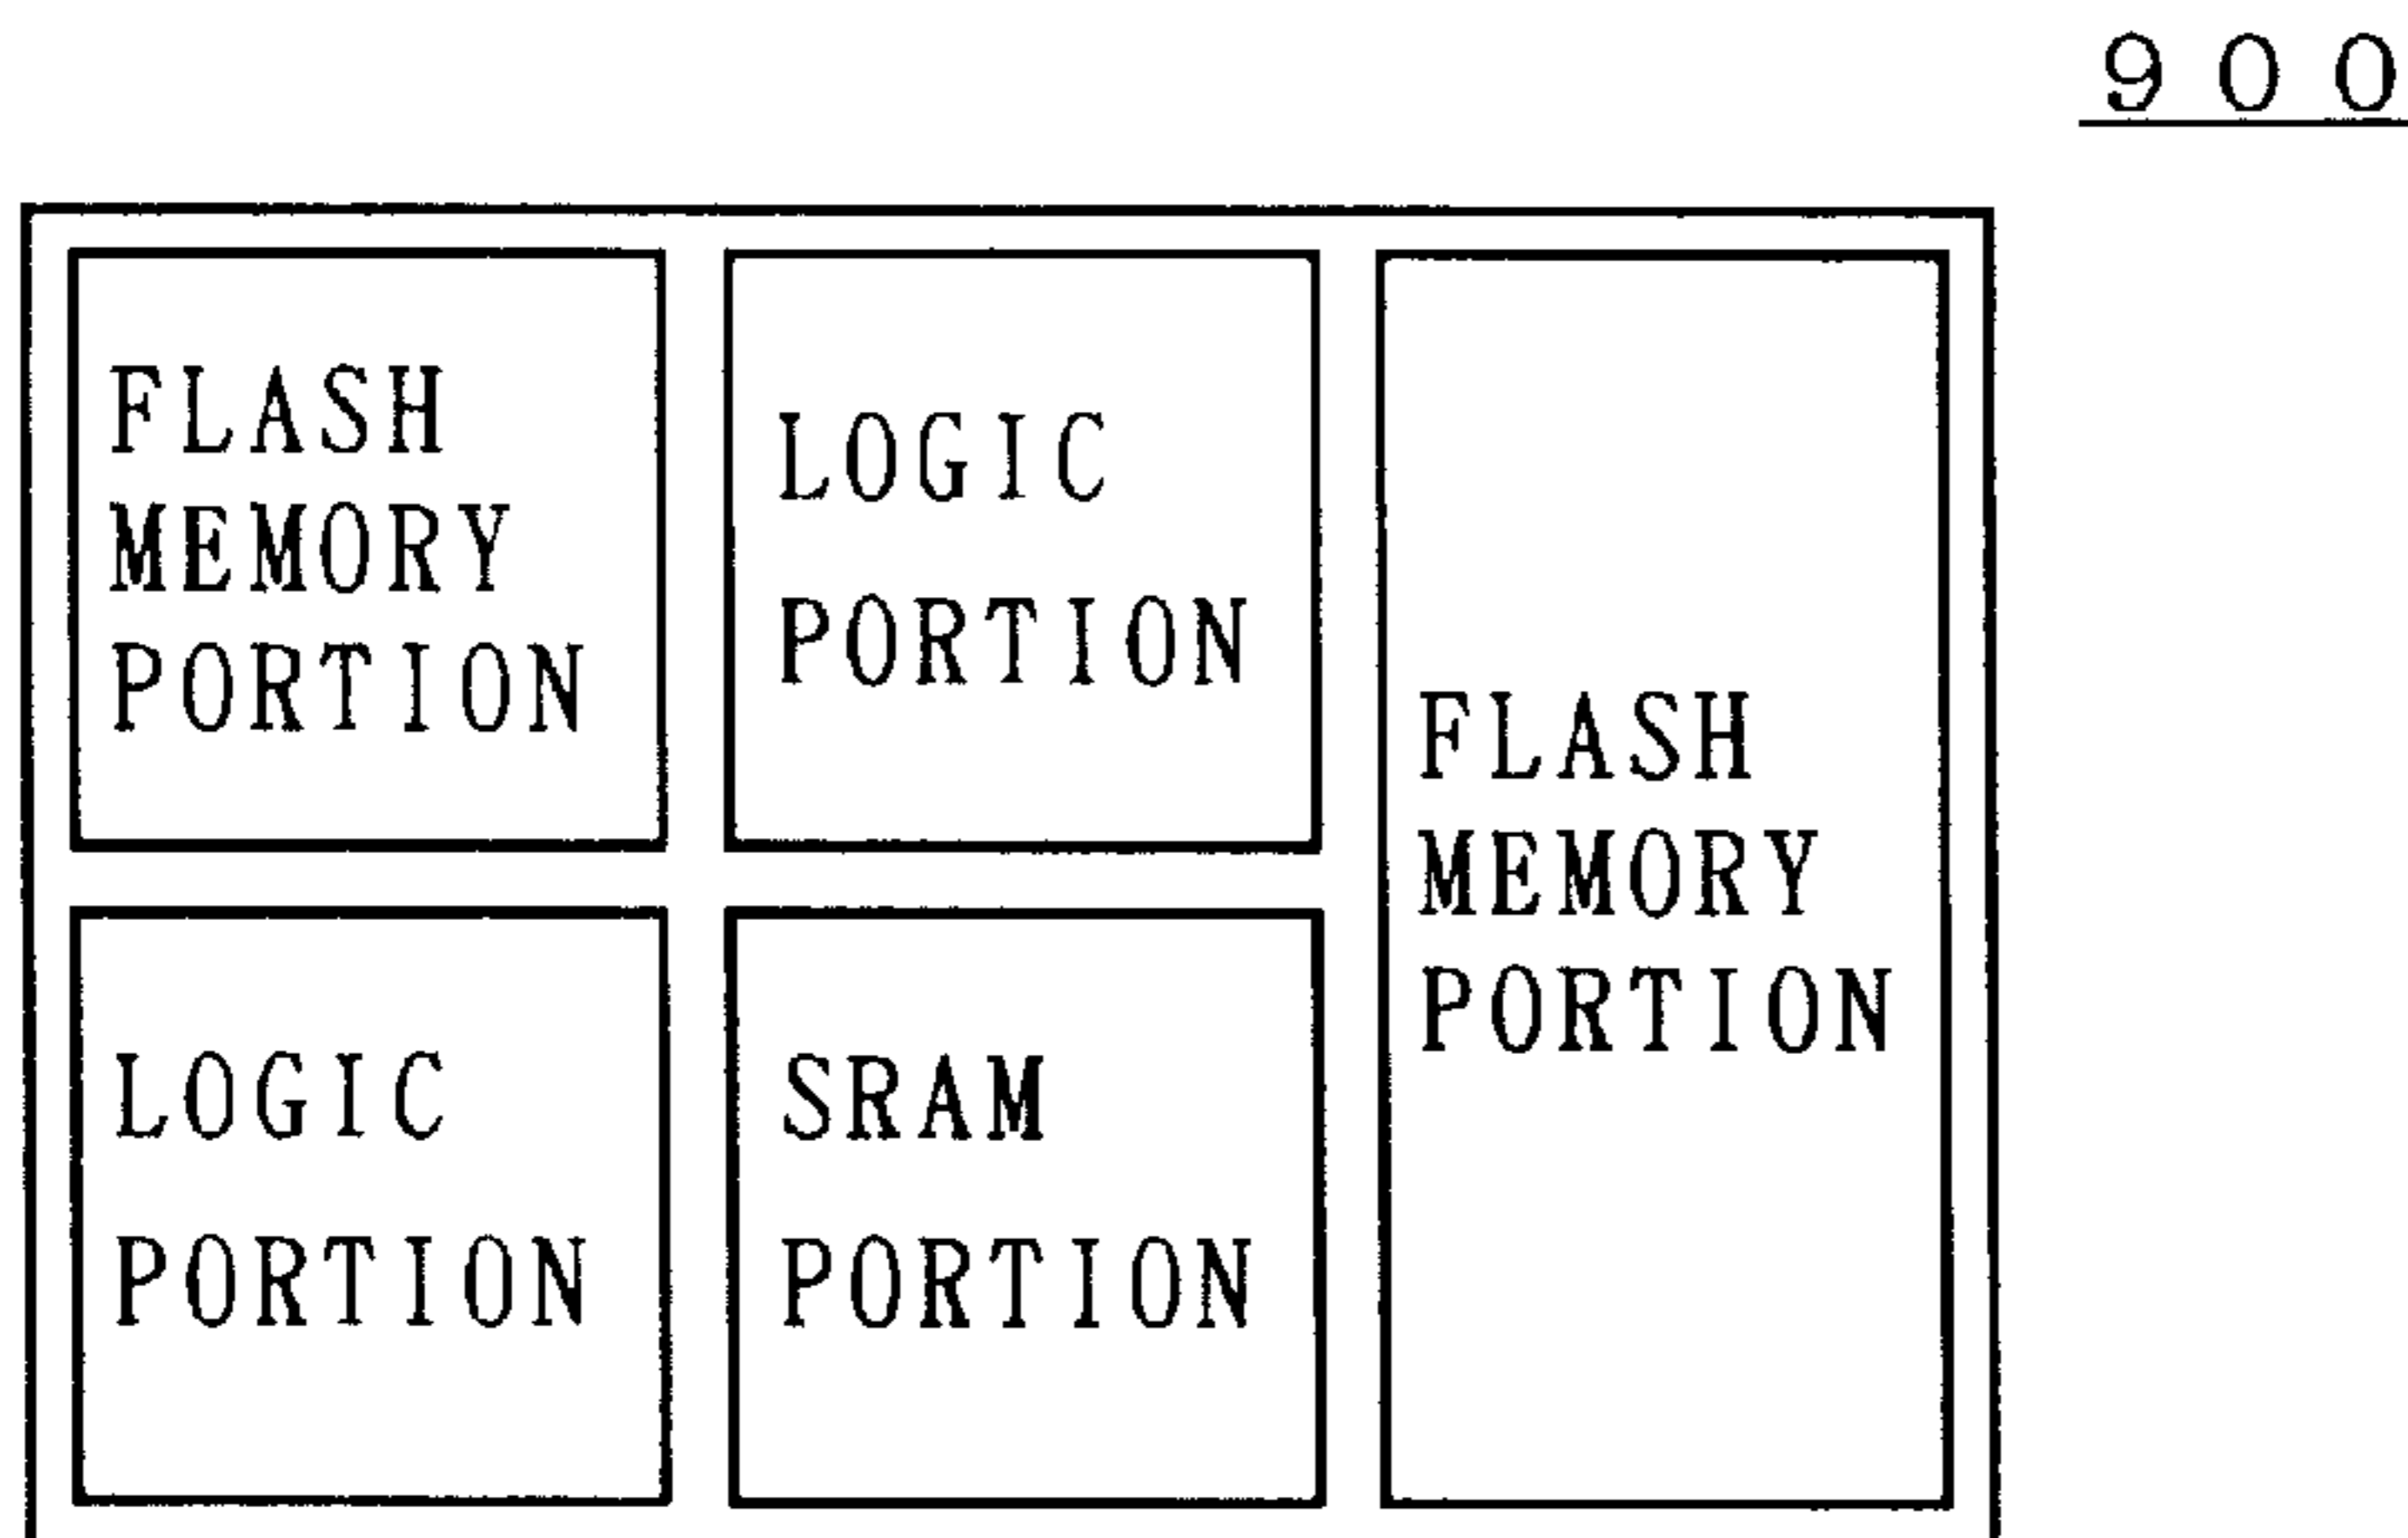 900
FLASH
MEMORY
PORTION
LOGIC
PORTION
FLASH
MEMORY
PORTION
LOGIC
PORTION
SRAM
PORTION